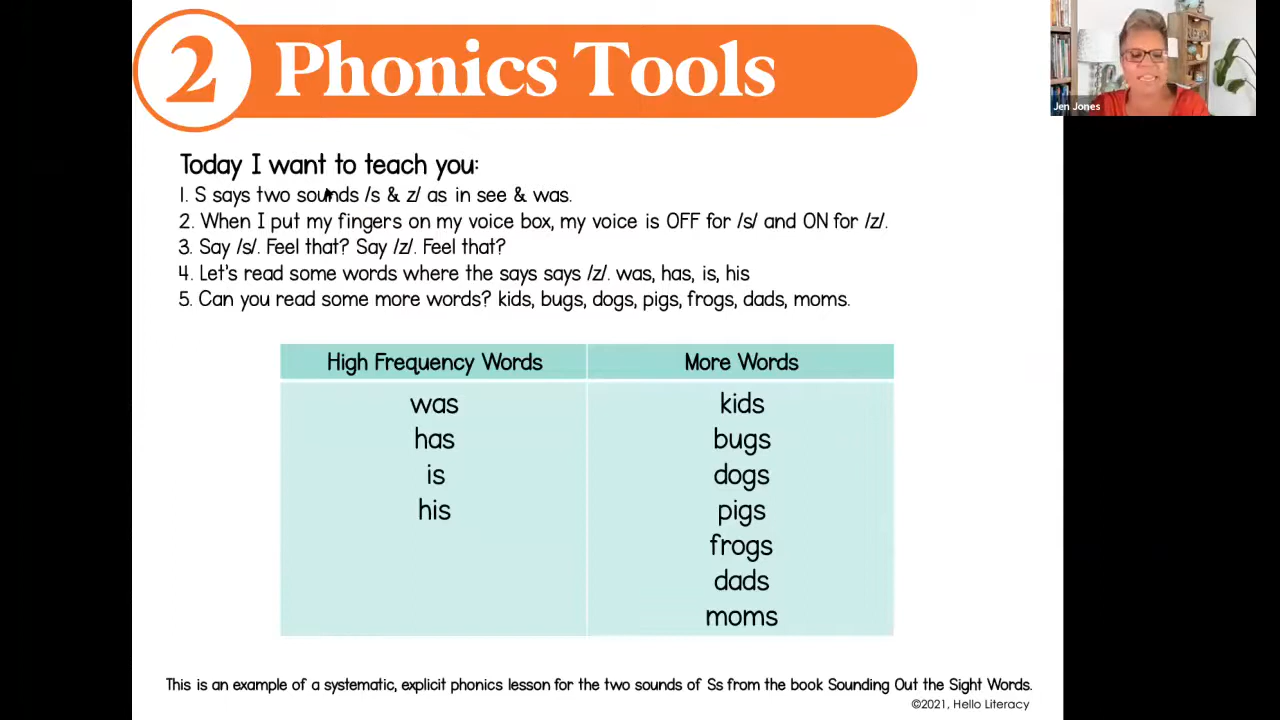 2 Phonics Tools
Jen Jones
Today I want to teach you:
1. S says two sounds /s & z/ as in see & was.
2. When I put my fingers on my voice box, my voice is OFF for /s/ and ON for /z/.
3. Say /s/. Feel that? Say /z/. Feel that?
4. Let's read some words where the says says /z/. was, has, is, his
5. Can you read some more words? kids, bugs, dogs, pigs, frogs, dads, moms.
High Frequency Words More Words
was kids
has bugs
is dogs
his pigs
frogs
dads
moms
This is an example of a systematic, explicit phonics lesson for the two sounds of Ss from the book Sounding Out the Sight Words.
©2021, Hello Literacy